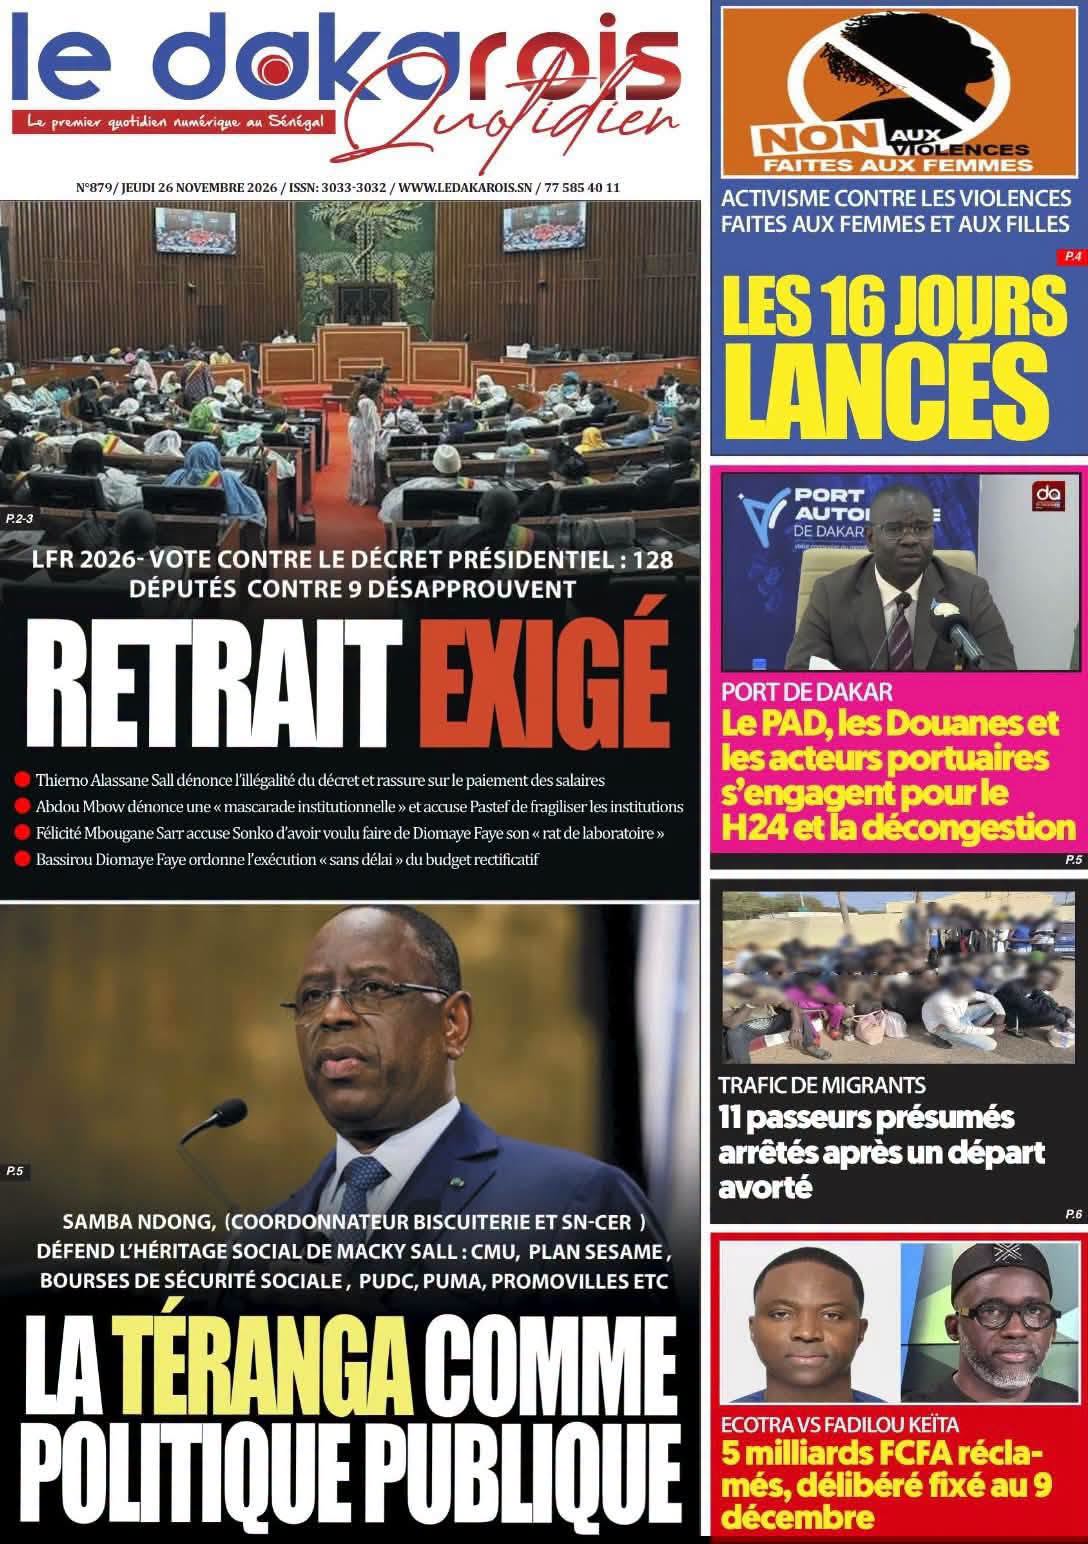 le dakarois
Quotidien
Le premier quotidien numérique au Sénégal
N°879/ JEUDI 26 NOVEMBRE 2026 / ISSN: 3033-3032 / WWW.LEDAKAROIS.SN / 77 585 40 11
P.2-3
LFR 2026- VOTE CONTRE LE DÉCRET PRÉSIDENTIEL : 128
DÉPUTÉS CONTRE 9 DÉSAPPROUVENT
RETRAIT EXIGÉ
Thierno Alassane Sall dénonce l'illégalité du décret et rassure sur le paiement des salaires
Abdou Mbow dénonce une « mascarade institutionnelle » et accuse Pastef de fragiliser les institutions
Félicité Mbougane Sarr accuse Sonko d'avoir voulu faire de Diomaye Faye son « rat de laboratoire »
Bassirou Diomaye Faye ordonne l'exécution « sans délai » du budget rectificatif
P.5
SAMBA NDONG, (COORDONNATEUR BISCUITERIE ET SN-CER )
DÉFEND L'HÉRITAGE SOCIAL DE MACKY SALL : CMU, PLAN SESAME ,
BOURSES DE SÉCURITÉ SOCIALE , PUDC, PUMA, PROMOVILLES ETC
LA TÉRANGA COMME
POLITIQUE PUBLIQUE
NON AUX
VIOLENCES
FAITES AUX FEMMES
ACTIVISME CONTRE LES VIOLENCES
FAITES AUX FEMMES ET AUX FILLES
P.4
LES 16 JOURS
LANCÉS
PORT
AUTO
DE DAKAR
da
PORT DE DAKAR
Le PAD, les Douanes et
les acteurs portuaires
s'engagent pour le
H24 et la décongestion
P.5
TRAFIC DE MIGRANTS
11 passeurs présumés
arrêtés après un départ
avorté
P.6
ECOTRA VS FADILOU KEÏTA
5 milliards FCFA récla-
més, délibéré fixé au 9
décembre